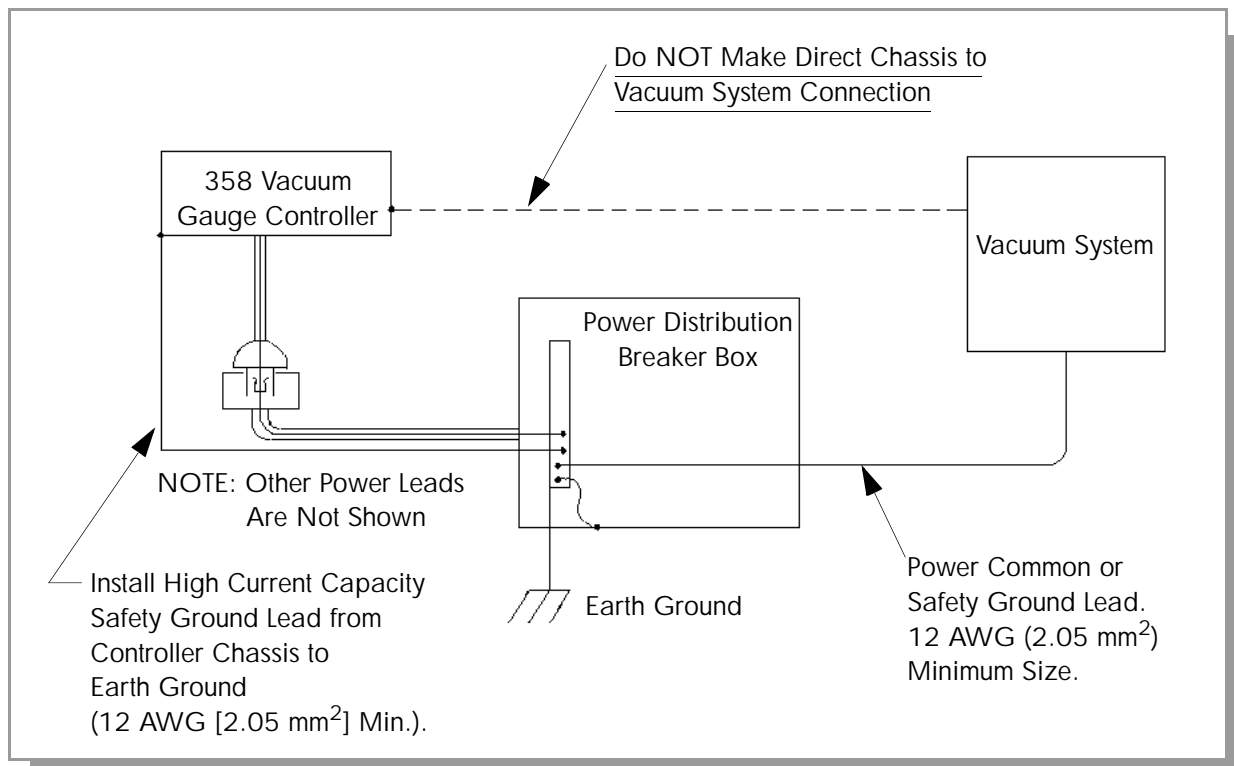 Do NOT Make Direct Chassis to
Vacuum System Connection
358 Vacuum
Gauge Controller
Vacuum System
Power Distribution
Breaker Box
NOTE: Other Power Leads
Are Not Shown
Install High Current Capacity
Safety Ground Lead from
Controller Chassis to
Earth Ground
(12 AWG [2.05 mm²] Min.).
Earth Ground
Power Common or
Safety Ground Lead.
12 AWG (2.05 mm²)
Minimum Size.